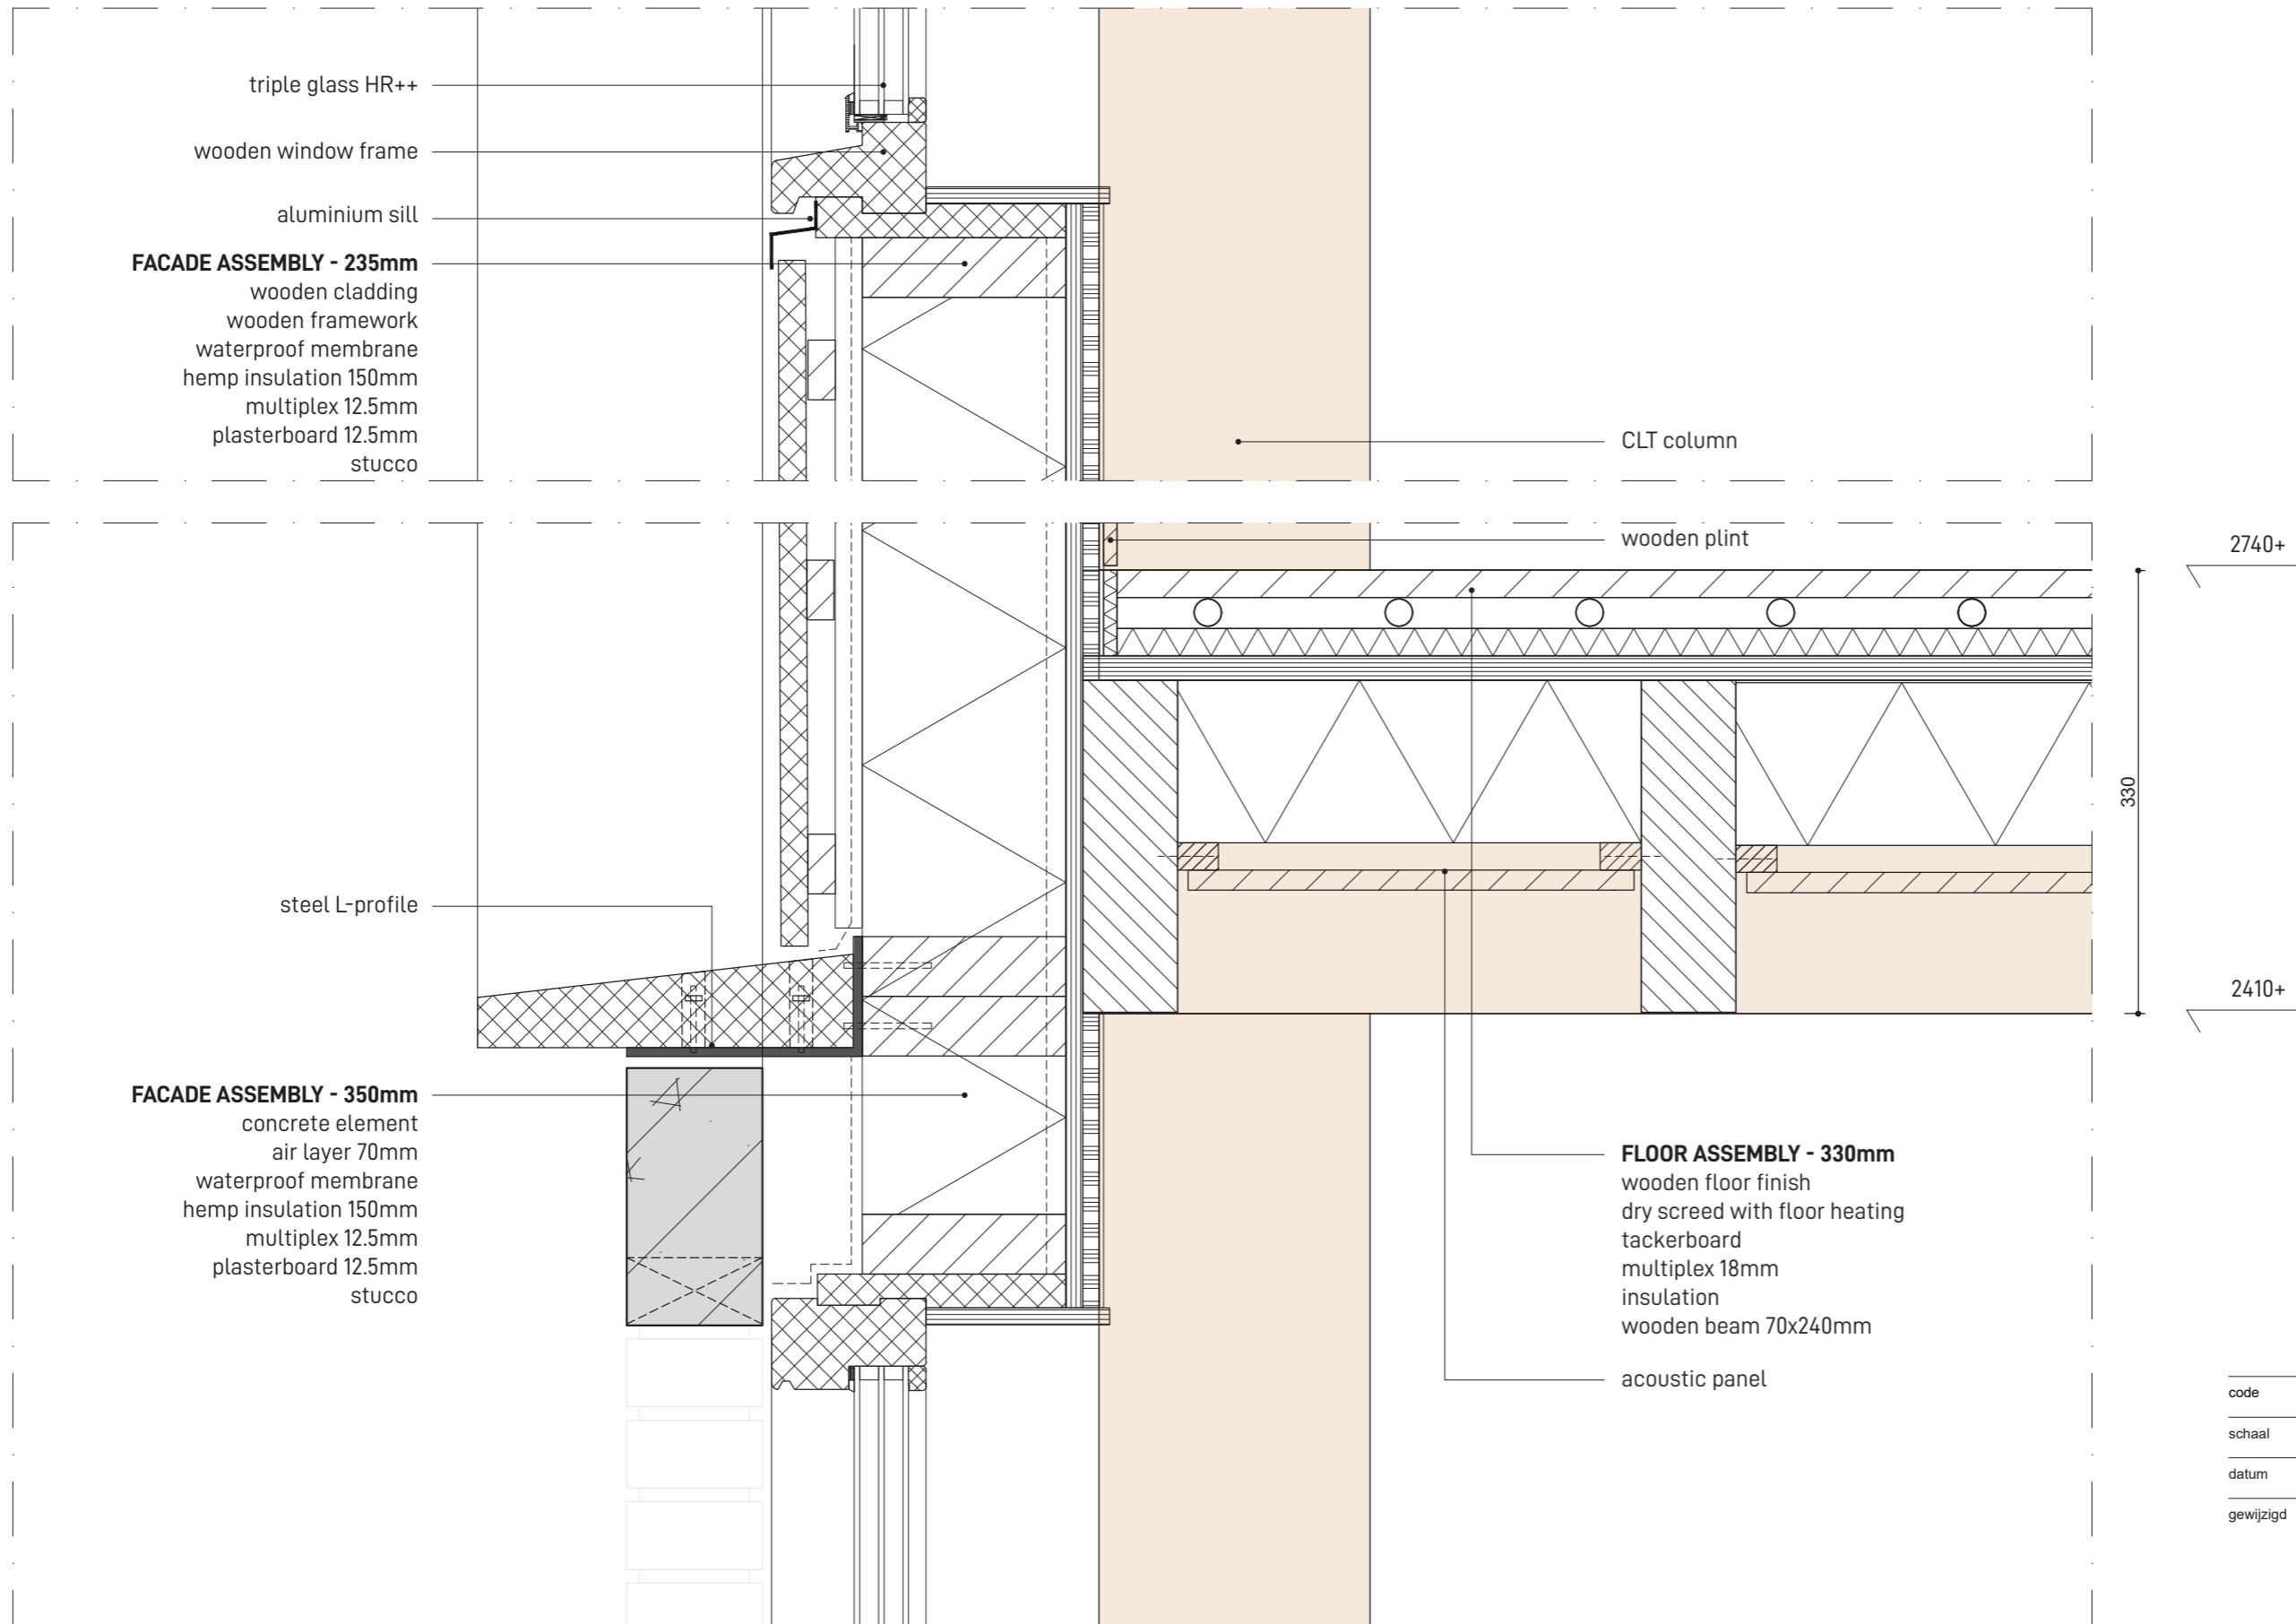 triple glass HR++
wooden window frame
aluminium sill
FACADE ASSEMBLY - 235mm
wooden cladding
wooden framework
waterproof membrane
hemp insulation 150mm
multiplex 12.5mm
plasterboard 12.5mm
stucco
CLT column
wooden plint
2740+
330
2410+
steel L-profile
FACADE ASSEMBLY - 350mm
concrete element
air layer 70mm
waterproof membrane
hemp insulation 150mm
multiplex 12.5mm
plasterboard 12.5mm
stucco
FLOOR ASSEMBLY - 330mm
wooden floor finish
dry screed with floor heating
tackerboard
multiplex 18mm
insulation
wooden beam 70x240mm
acoustic panel
code
schaal
datum
gewijzigd